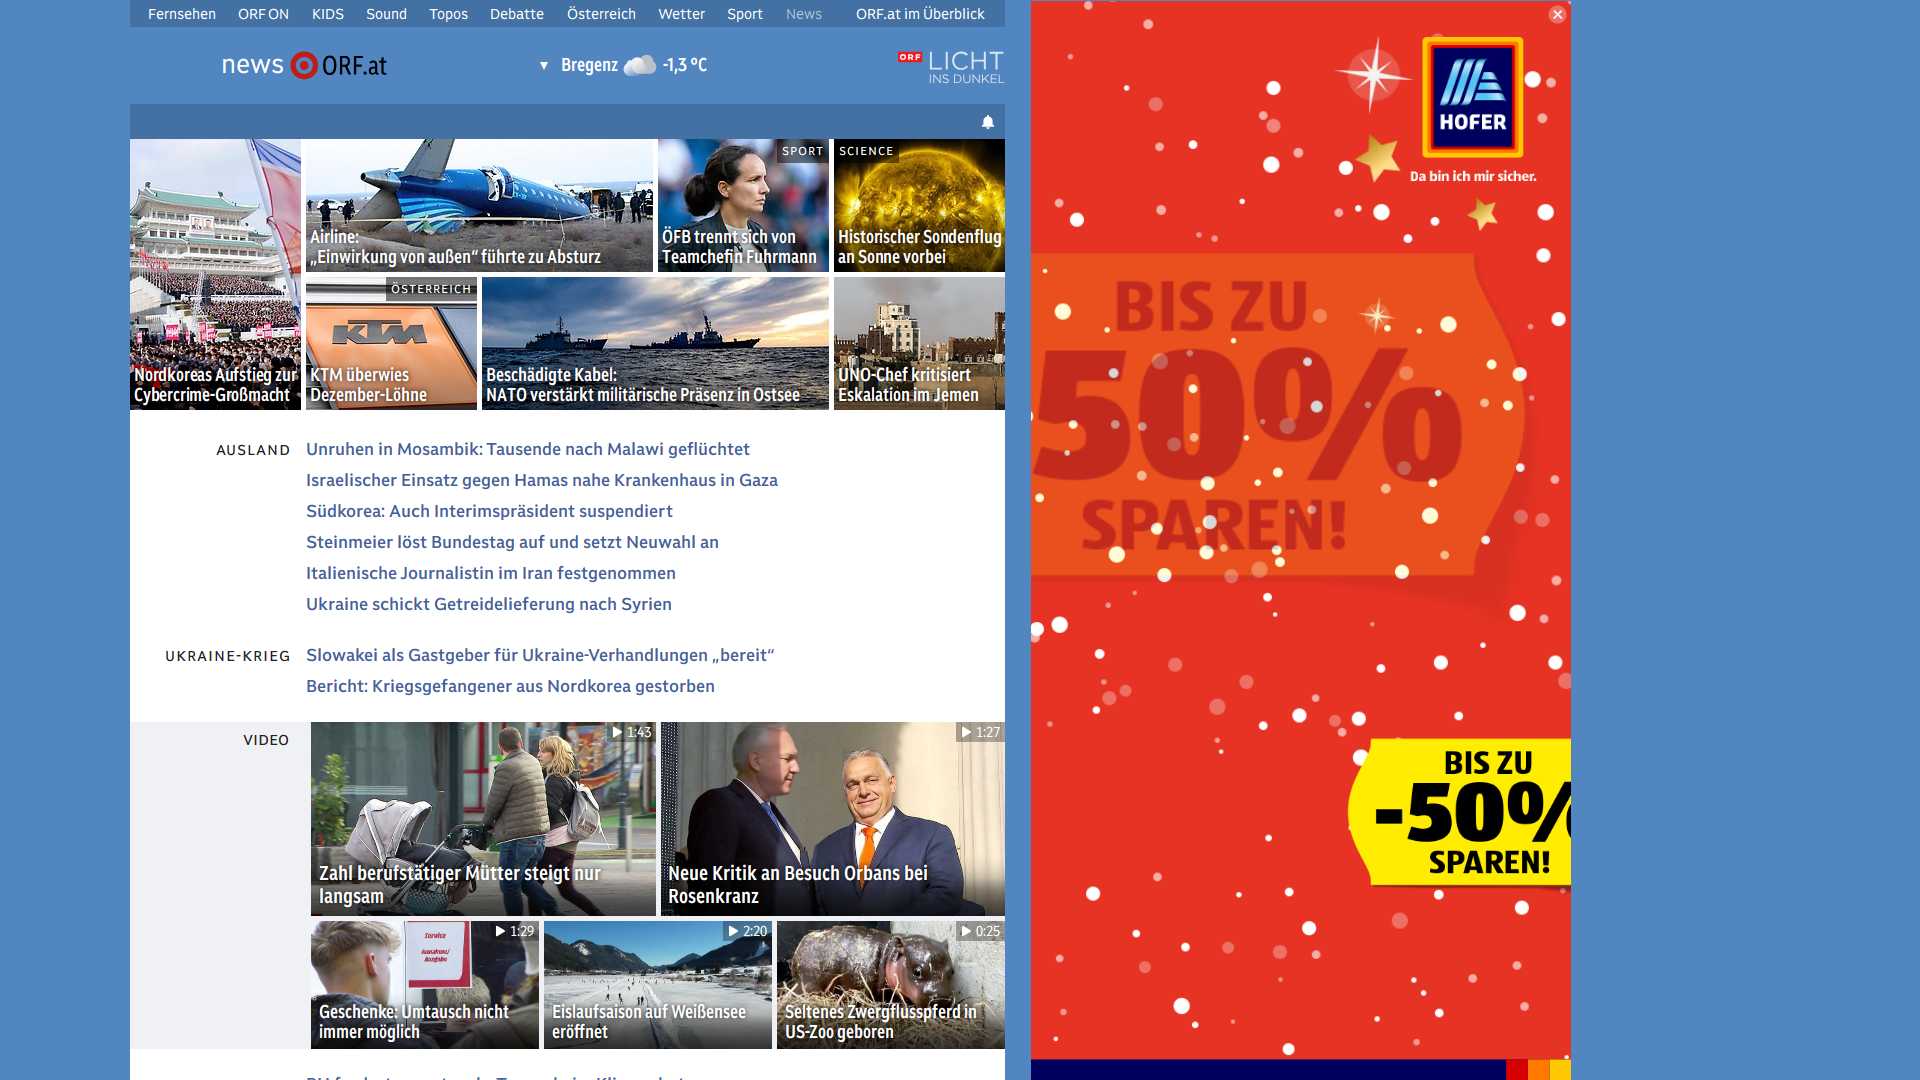 Fernsehen ORF ON KIDS Sound Topos Debatte Österreich Wetter Sport News ORF.at im Überblick
news ORF.at
Bregenz -1,3 °C
ORF LICHT
INS DUNKEL
Nordkoreas Aufstieg zur
Cybercrime-Großmacht
Airline:
„Einwirkung von außen“ führte zu Absturz
SPORT
ÖFB trennt sich von
Teamchefin Fuhrmann
SCIENCE
Historischer Sondenflug
an Sonne vorbei
ÖSTERREICH
KTM
KTM überwies
Dezember-Löhne
Beschädigte Kabel:
NATO verstärkt militärische Präsenz in Ostsee
UNO-Chef kritisiert
Eskalation im Jemen
AUSLAND
Unruhen in Mosambik: Tausende nach Malawi geflüchtet
Israelischer Einsatz gegen Hamas nahe Krankenhaus in Gaza
Südkorea: Auch Interimspräsident suspendiert
Steinmeier löst Bundestag auf und setzt Neuwahl an
Italienische Journalistin im Iran festgenommen
Ukraine schickt Getreidelieferung nach Syrien
UKRAINE-KRIEG
Slowakei als Gastgeber für Ukraine-Verhandlungen „bereit“
Bericht: Kriegsgefangener aus Nordkorea gestorben
VIDEO
1:43
Zahl berufstätiger Mütter steigt nur
langsam
1:27
Neue Kritik an Besuch Orbans bei
Rosenkranz
1:29
Service
Geschenke: Umtausch nicht
immer möglich
2:20
Eislaufsaison auf Weißensee
eröffnet
0:25
Seltenes Zwergflusspferd in
US-Zoo geboren
HOFER
Da bin ich mir sicher.
BIS ZU
50%
SPAREN!
BIS ZU
-50%
SPAREN!